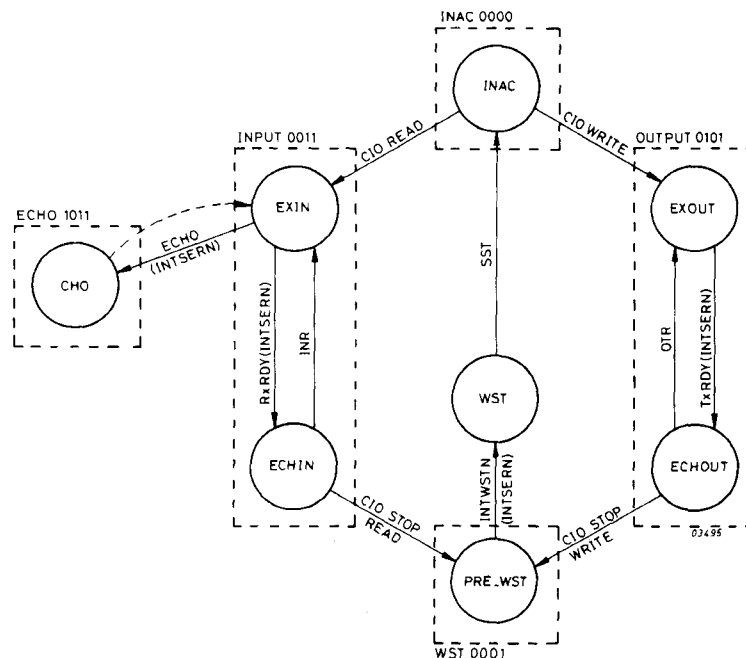 INAC 0000
INAC
CIO READ
CIO WRITE
INPUT 0011
OUTPUT 0101
EXIN
EXOUT
ECHO 1011
ECHO
(INTSERN)
CHO
SST
RxRDY(INTSERN)
INR
OTR
TxRDY(INTSERN)
WST
ECHIN
ECHOUT
INTWSTN
(INTSERN)
CIO STOP
READ
CIO STOP
WRITE
03495
PRE_WST
WST 0001